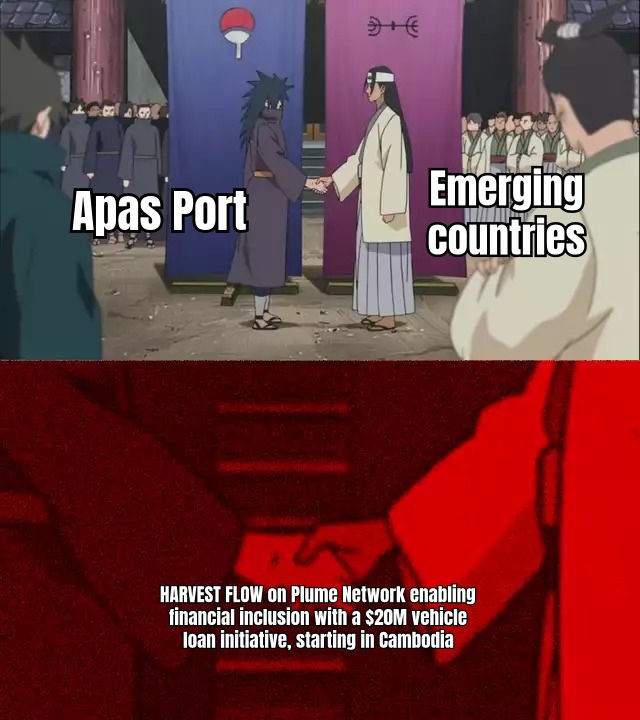 Apas Port
Emerging
countries
HARVEST FLOW on Plume Network enabling
financial inclusion with a $20M vehicle
loan initiative, starting in Cambodia